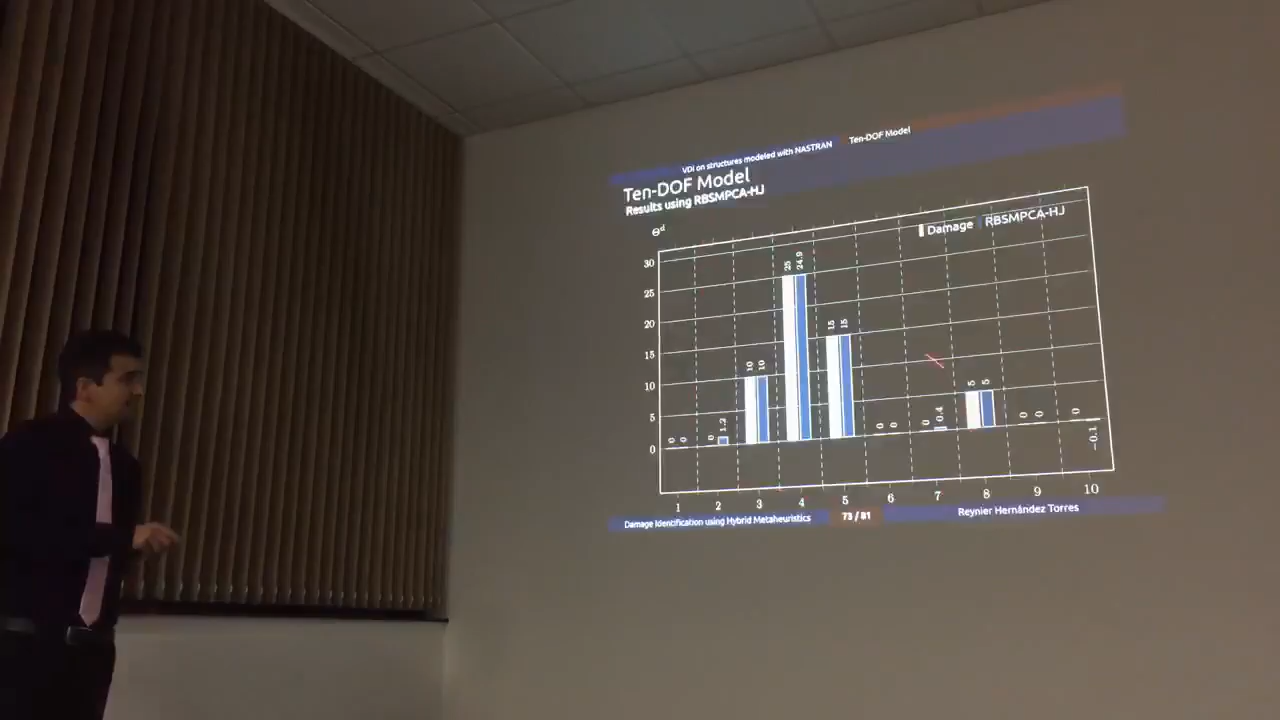 VDI on structures modeled with NASTRAN Ten-DOF Model
Ten-DOF Model
Results using RBSMPCA-HJ
Θᵈ
Damage RBSMPCA-HJ
30
25
20
15
10
5
0
0 0 0 1.2 10 10 25 24.9 15 15 0 0 0 0.4 5 5 0 0 0 −0.1
1 2 3 4 5 6 7 8 9 10
Damage Identification using Hybrid Metaheuristics 73 / 81 Reynier Hernández Torres